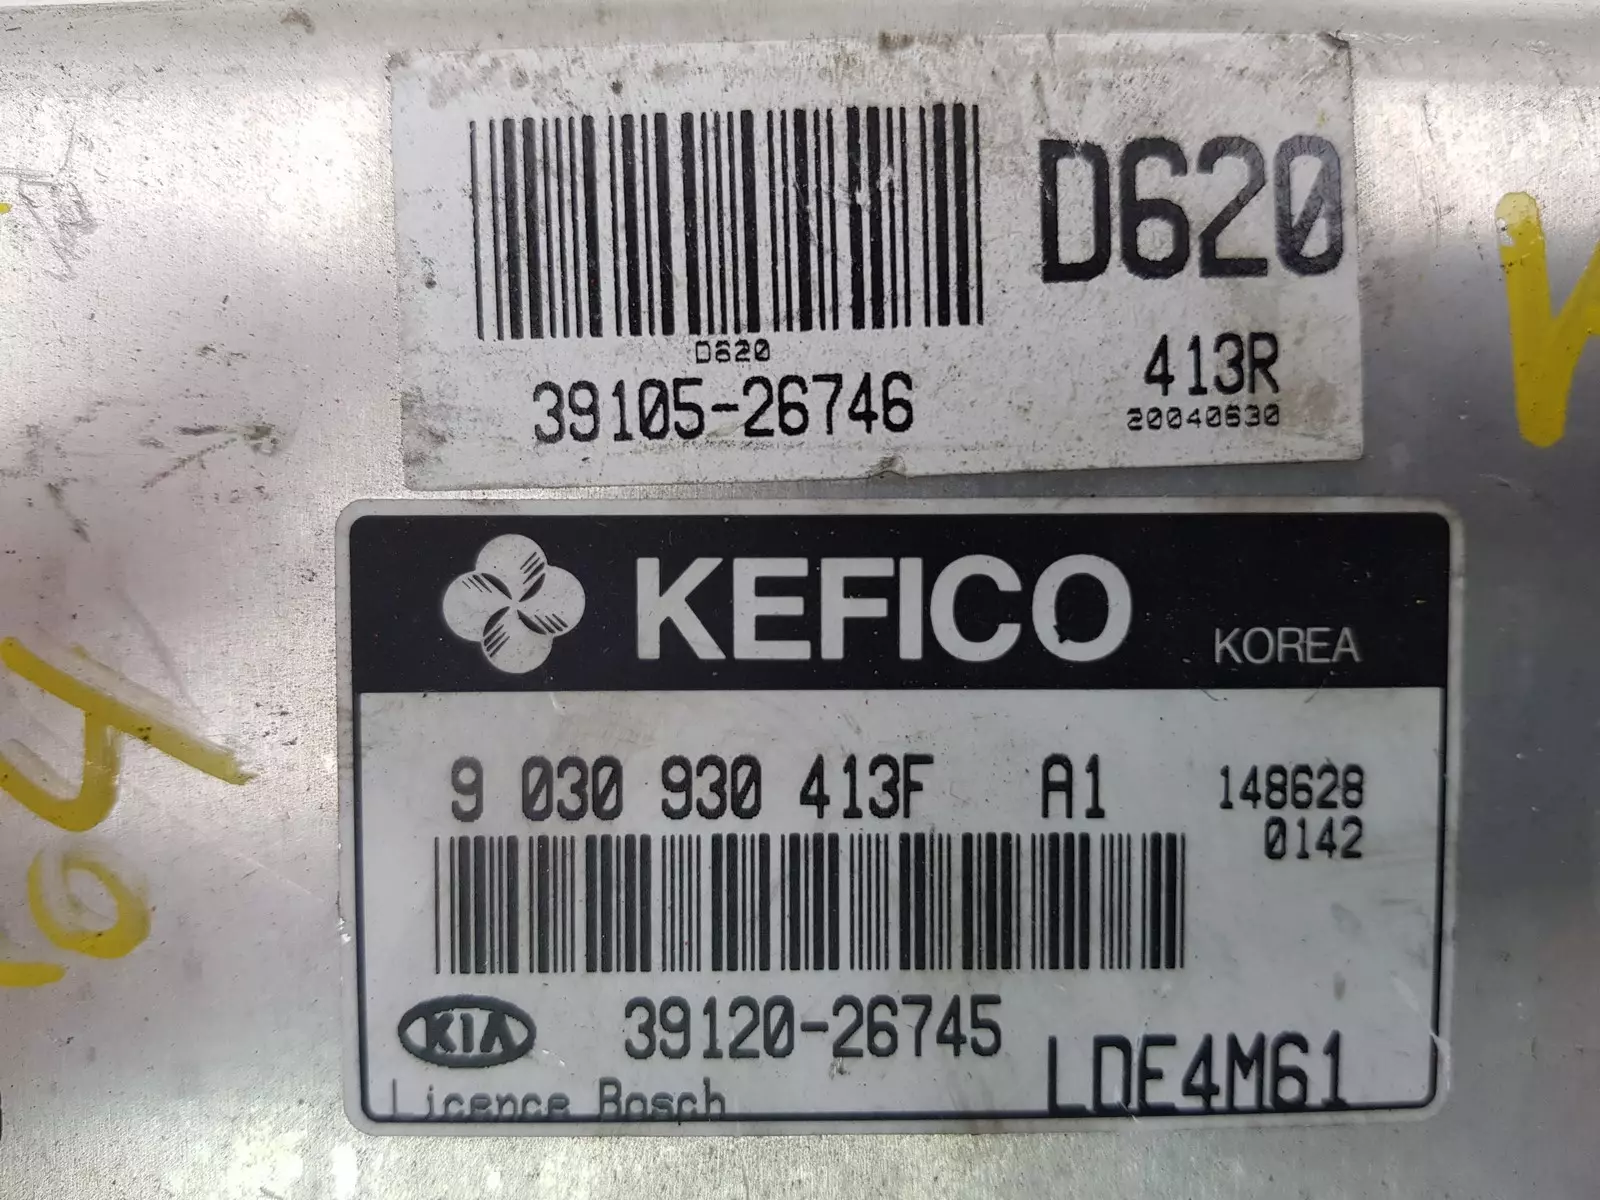 D620
D620
39105-26746
413R
20040630
KEFICO KOREA
9 030 930 413F A1 148628
0142
KIA 39120-26745 LDE4M61
Licence Bosch
04